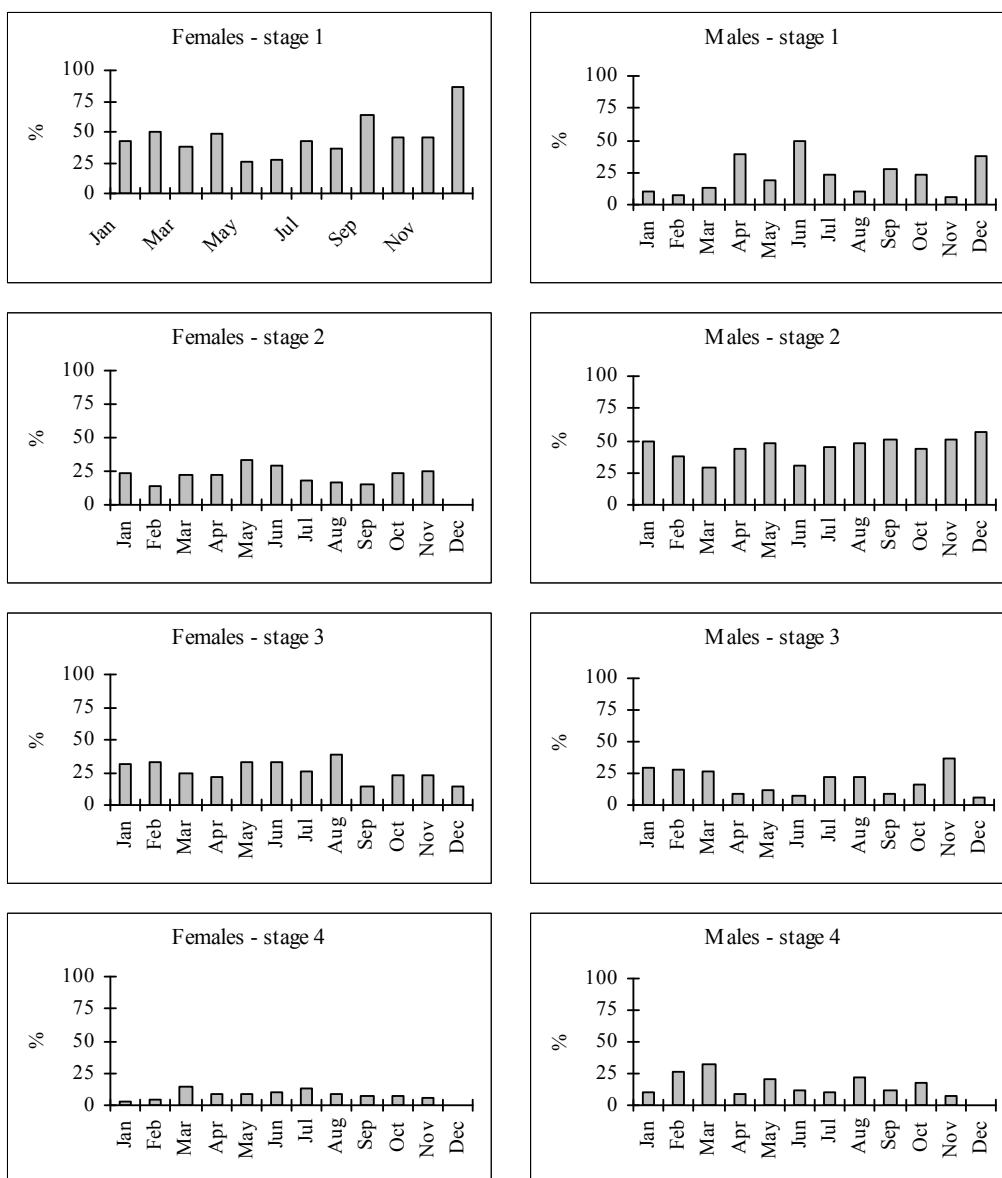 Females - stage 1
100
75
50
25
0
%
Jan
Mar
May
Jul
Sep
Nov
Males - stage 1
100
75
50
25
0
%
Jan
Feb
Mar
Apr
May
Jun
Jul
Aug
Sep
Oct
Nov
Dec
Females - stage 2
100
75
50
25
0
%
Jan
Feb
Mar
Apr
May
Jun
Jul
Aug
Sep
Oct
Nov
Dec
Males - stage 2
100
75
50
25
0
%
Jan
Feb
Mar
Apr
May
Jun
Jul
Aug
Sep
Oct
Nov
Dec
Females - stage 3
100
75
50
25
0
%
Jan
Feb
Mar
Apr
May
Jun
Jul
Aug
Sep
Oct
Nov
Dec
Males - stage 3
100
75
50
25
0
%
Jan
Feb
Mar
Apr
May
Jun
Jul
Aug
Sep
Oct
Nov
Dec
Females - stage 4
100
75
50
25
0
%
Jan
Feb
Mar
Apr
May
Jun
Jul
Aug
Sep
Oct
Nov
Dec
Males - stage 4
100
75
50
25
0
%
Jan
Feb
Mar
Apr
May
Jun
Jul
Aug
Sep
Oct
Nov
Dec